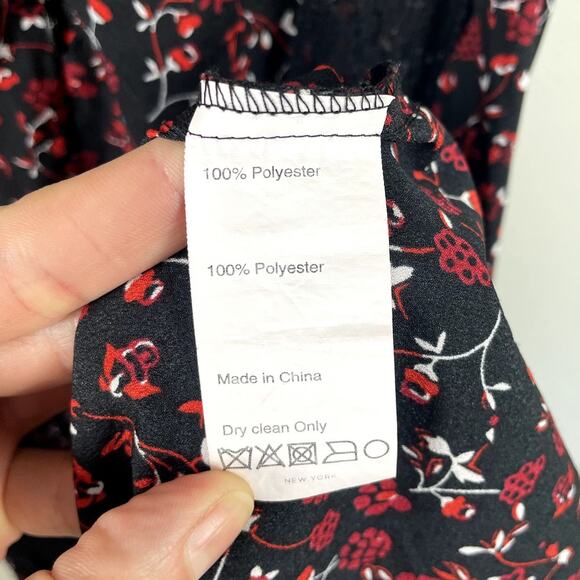 100% Polyester
100% Polyester
Made in China
Dry clean Only
NEW YORK